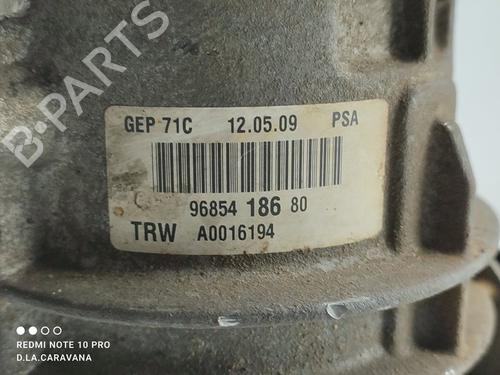 B-PARTS
GEP 71C 12.05.09 PSA
96854 186 80
TRW A0016194
REDMI NOTE 10 PRO
D.LA.CARAVANA